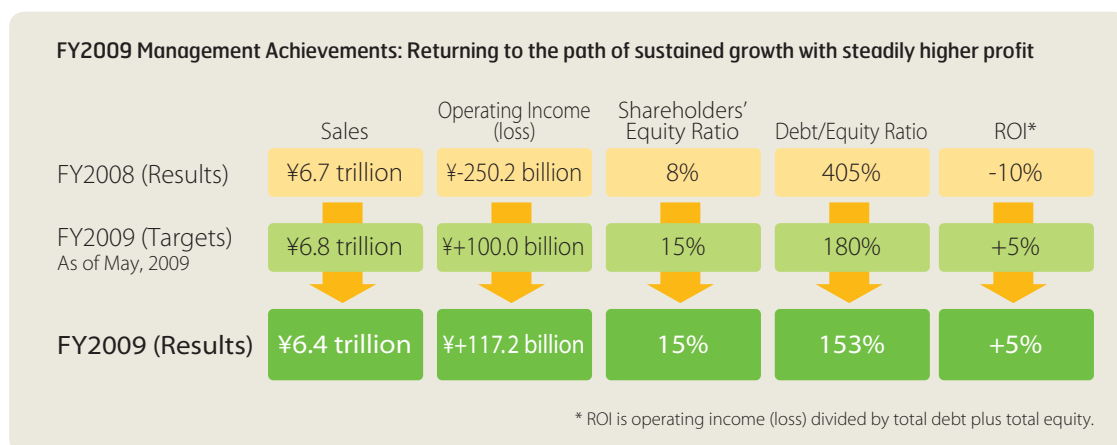 FY2009 Management Achievements: Returning to the path of sustained growth with steadily higher profit
Sales
Operating Income
(loss)
Shareholders'
Equity Ratio
Debt/Equity Ratio
ROI*
FY2008 (Results)
¥6.7 trillion
¥-250.2 billion
8%
405%
-10%
FY2009 (Targets)
As of May, 2009
¥6.8 trillion
¥+100.0 billion
15%
180%
+5%
FY2009 (Results)
¥6.4 trillion
¥+117.2 billion
15%
153%
+5%
* ROI is operating income (loss) divided by total debt plus total equity.